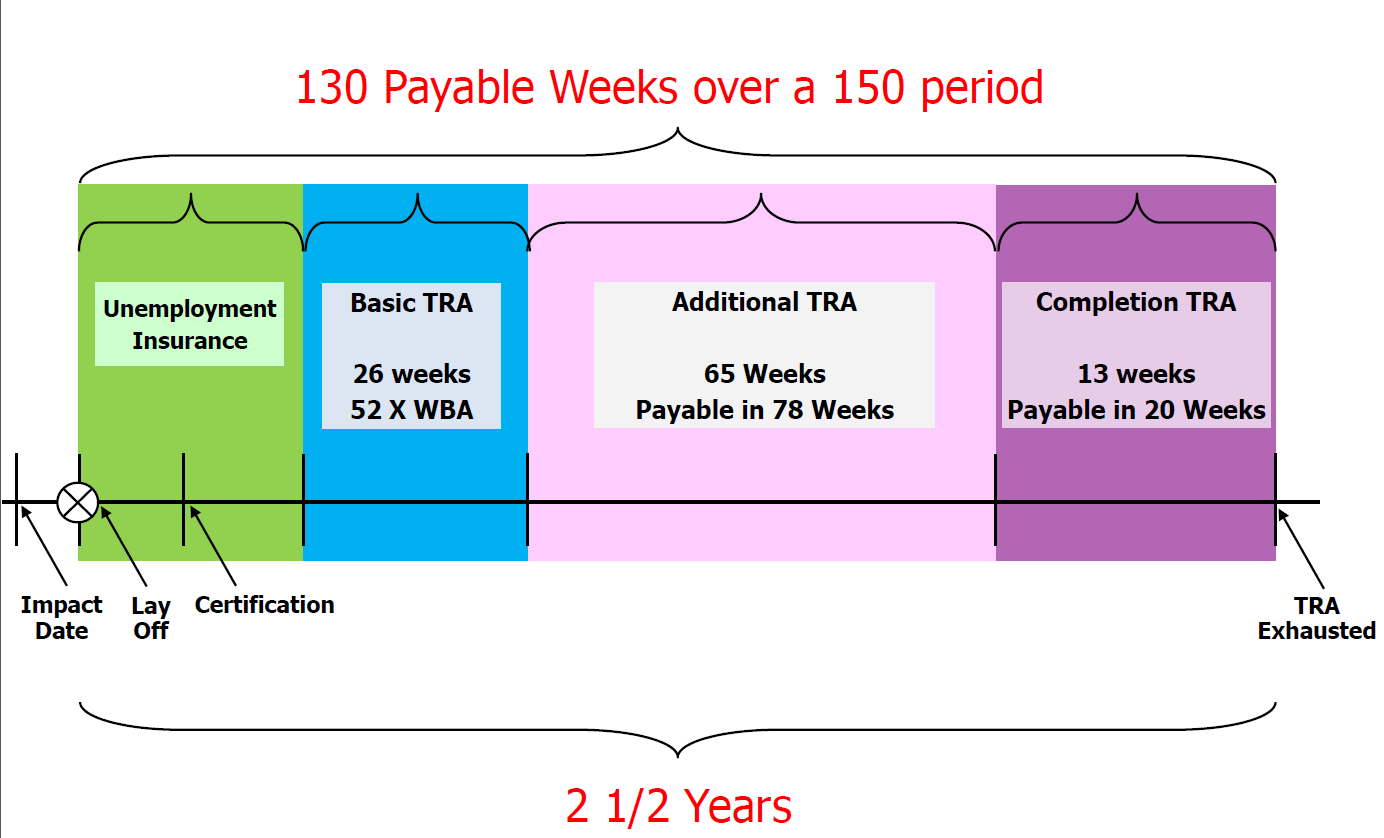 130 Payable Weeks over a 150 period
Unemployment
Insurance
Basic TRA
26 weeks
52 X WBA
Additional TRA
65 Weeks
Payable in 78 Weeks
Completion TRA
13 weeks
Payable in 20 Weeks
Impact
Date
Lay
Off
Certification
TRA
Exhausted
2 1/2 Years